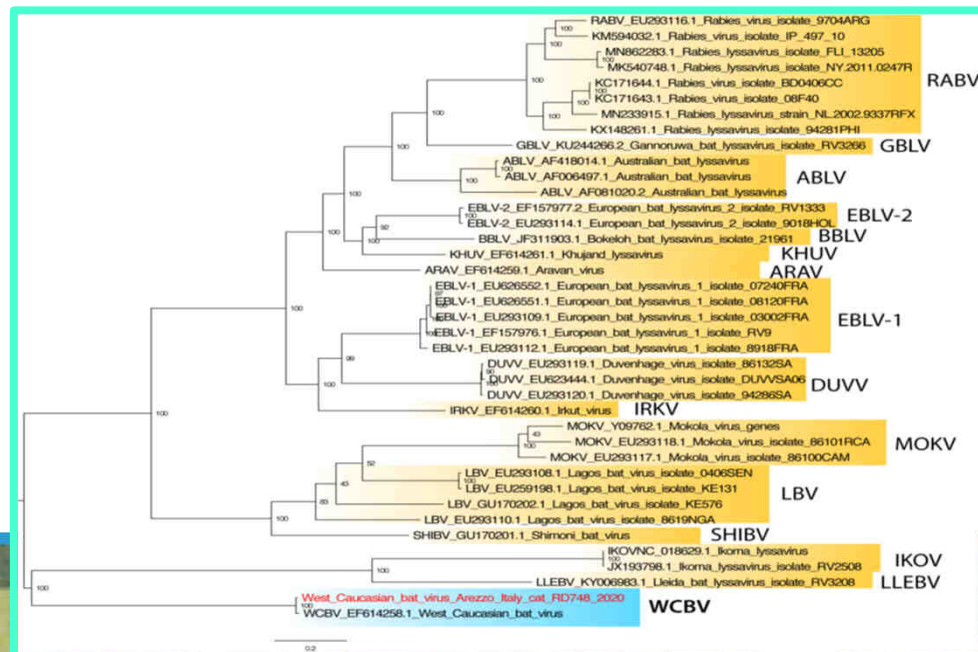 RABV_EU293116.1_Rabies_virus_isolate_9704ARG
KM594032.1_Rabies_virus_isolate_IP_497_10
MN862283.1_Rabies_lyssavirus_isolate_FLI_13205
MK540748.1_Rabies_lyssavirus_isolate_NY.2011.0247R
KC171644.1_Rabies_virus_isolate_BD0406CC
KC171643.1_Rabies_virus_isolate_08F40
MN233915.1_Rabies_lyssavirus_strain_NL.2002.9337RFX
KX148261.1_Rabies_lyssavirus_isolate_94281PHI
RABV
GBLV_KU244266.2_Gannoruwa_bat_lyssavirus_isolate_RV3266
GBLV
ABLV_AF418014.1_Australian_bat_lyssavirus
ABLV_AF006497.1_Australian_bat_lyssavirus
ABLV_AF081020.2_Australian_bat_lyssavirus
ABLV
EBLV-2_EF157977.2_European_bat_lyssavirus_2_isolate_RV1333
EBLV-2_EU293114.1_European_bat_lyssavirus_2_isolate_9018HOL
EBLV-2
BBLV_JF311903.1_Bokeloh_bat_lyssavirus_isolate_21961
BBLV
KHUV_EF614261.1_Khujand_lyssavirus
KHUV
ARAV_EF614259.1_Aravan_virus
ARAV
EBLV-1_EU626552.1_European_bat_lyssavirus_1_isolate_07240FRA
EBLV-1_EU626551.1_European_bat_lyssavirus_1_isolate_08120FRA
EBLV-1_EU293109.1_European_bat_lyssavirus_1_isolate_03002FRA
EBLV-1_EF157976.1_European_bat_lyssavirus_1_isolate_RV9
EBLV-1_EU293112.1_European_bat_lyssavirus_1_isolate_8918FRA
EBLV-1
DUVV_EU293119.1_Duvenhage_virus_isolate_86132SA
DUVV_EU623444.1_Duvenhage_virus_isolate_DUVVSA06
DUVV_EU293120.1_Duvenhage_virus_isolate_94286SA
DUVV
IRKV_EF614260.1_Irkut_virus
IRKV
MOKV_Y09762.1_Mokola_virus_genes
MOKV_EU293118.1_Mokola_virus_isolate_86101RCA
MOKV_EU293117.1_Mokola_virus_isolate_86100CAM
MOKV
LBV_EU293108.1_Lagos_bat_virus_isolate_0406SEN
LBV_EU259198.1_Lagos_bat_virus_isolate_KE131
LBV_GU170202.1_Lagos_bat_virus_isolate_KE576
LBV_EU293110.1_Lagos_bat_virus_isolate_8619NGA
LBV
SHIBV_GU170201.1_Shimoni_bat_virus
SHIBV
IKOVNC_018629.1_Ikoma_lyssavirus
JX193798.1_Ikoma_lyssavirus_isolate_RV2508
IKOV
LLEBV_KY006983.1_Lleida_bat_lyssavirus_isolate_RV3208
LLEBV
West_Caucasian_bat_virus_Arezzo_Italy_cat_RD748_2020
WCBV_EF614258.1_West_Caucasian_bat_virus
WCBV
0.2